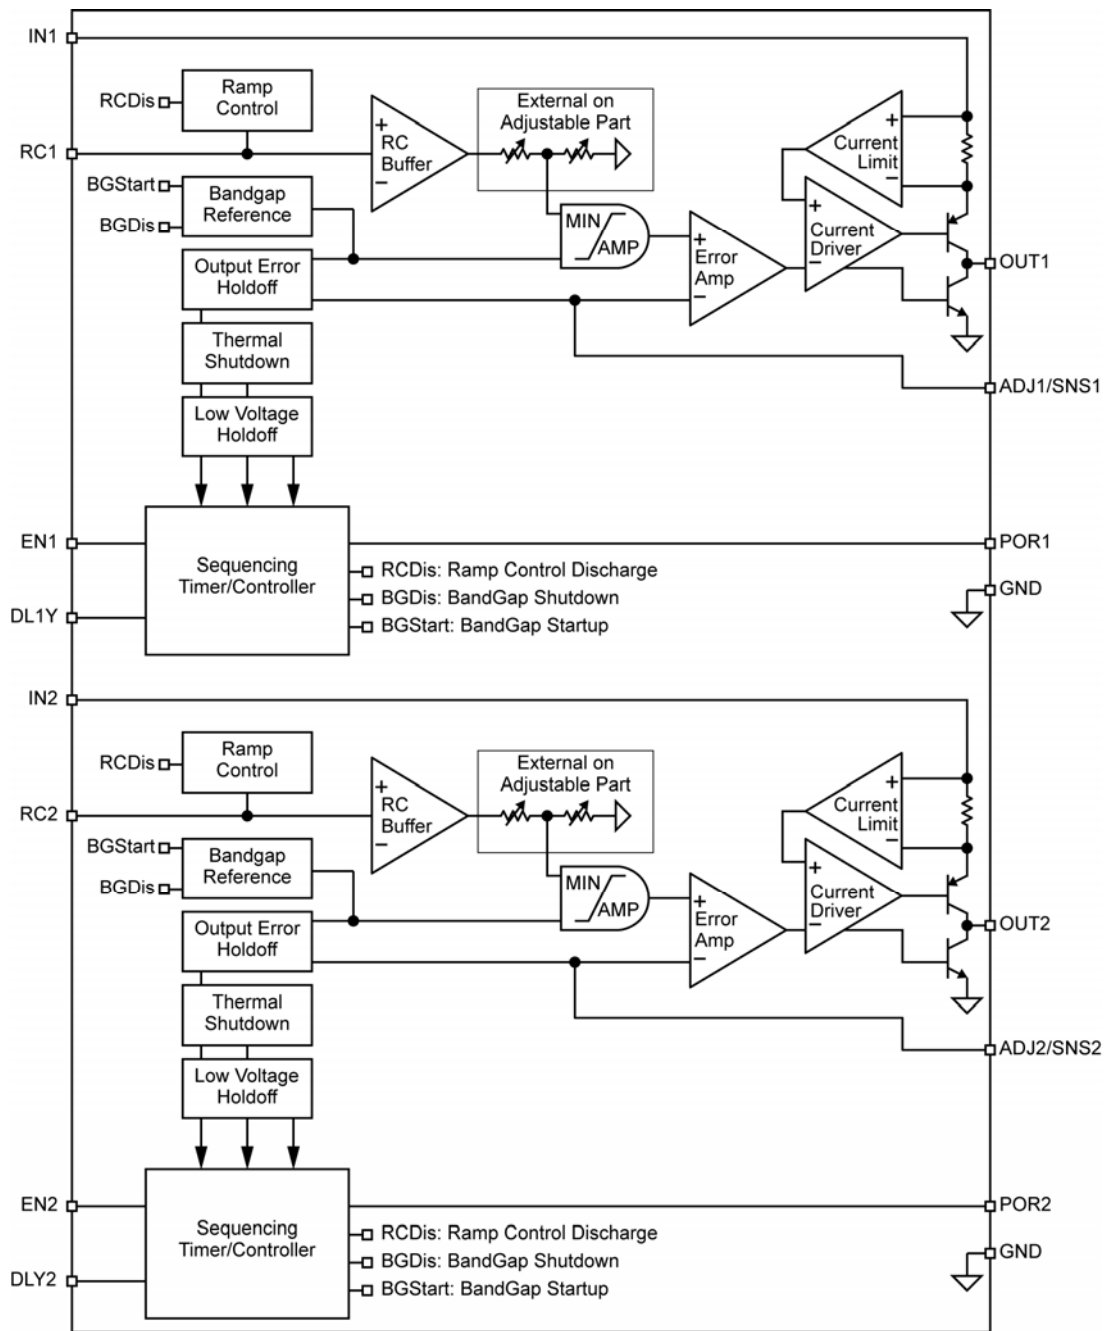 IN1
RCDis
Ramp
Control
External on
Adjustable Part
+
RC
Buffer
−
+
Current
Limit
−
RC1
BGStart
BGDis
Bandgap
Reference
MIN
AMP
+
Error
Amp
−
+
Current
Driver
−
OUT1
Output Error
Holdoff
Thermal
Shutdown
ADJ1/SNS1
Low Voltage
Holdoff
EN1
POR1
Sequencing
Timer/Controller
RCDis: Ramp Control Discharge
BGDis: BandGap Shutdown
BGStart: BandGap Startup
GND
DL1Y
IN2
RCDis
Ramp
Control
External on
Adjustable Part
+
RC
Buffer
−
+
Current
Limit
−
RC2
BGStart
BGDis
Bandgap
Reference
MIN
AMP
+
Error
Amp
−
+
Current
Driver
−
OUT2
Output Error
Holdoff
Thermal
Shutdown
ADJ2/SNS2
Low Voltage
Holdoff
EN2
POR2
Sequencing
Timer/Controller
RCDis: Ramp Control Discharge
BGDis: BandGap Shutdown
BGStart: BandGap Startup
GND
DLY2